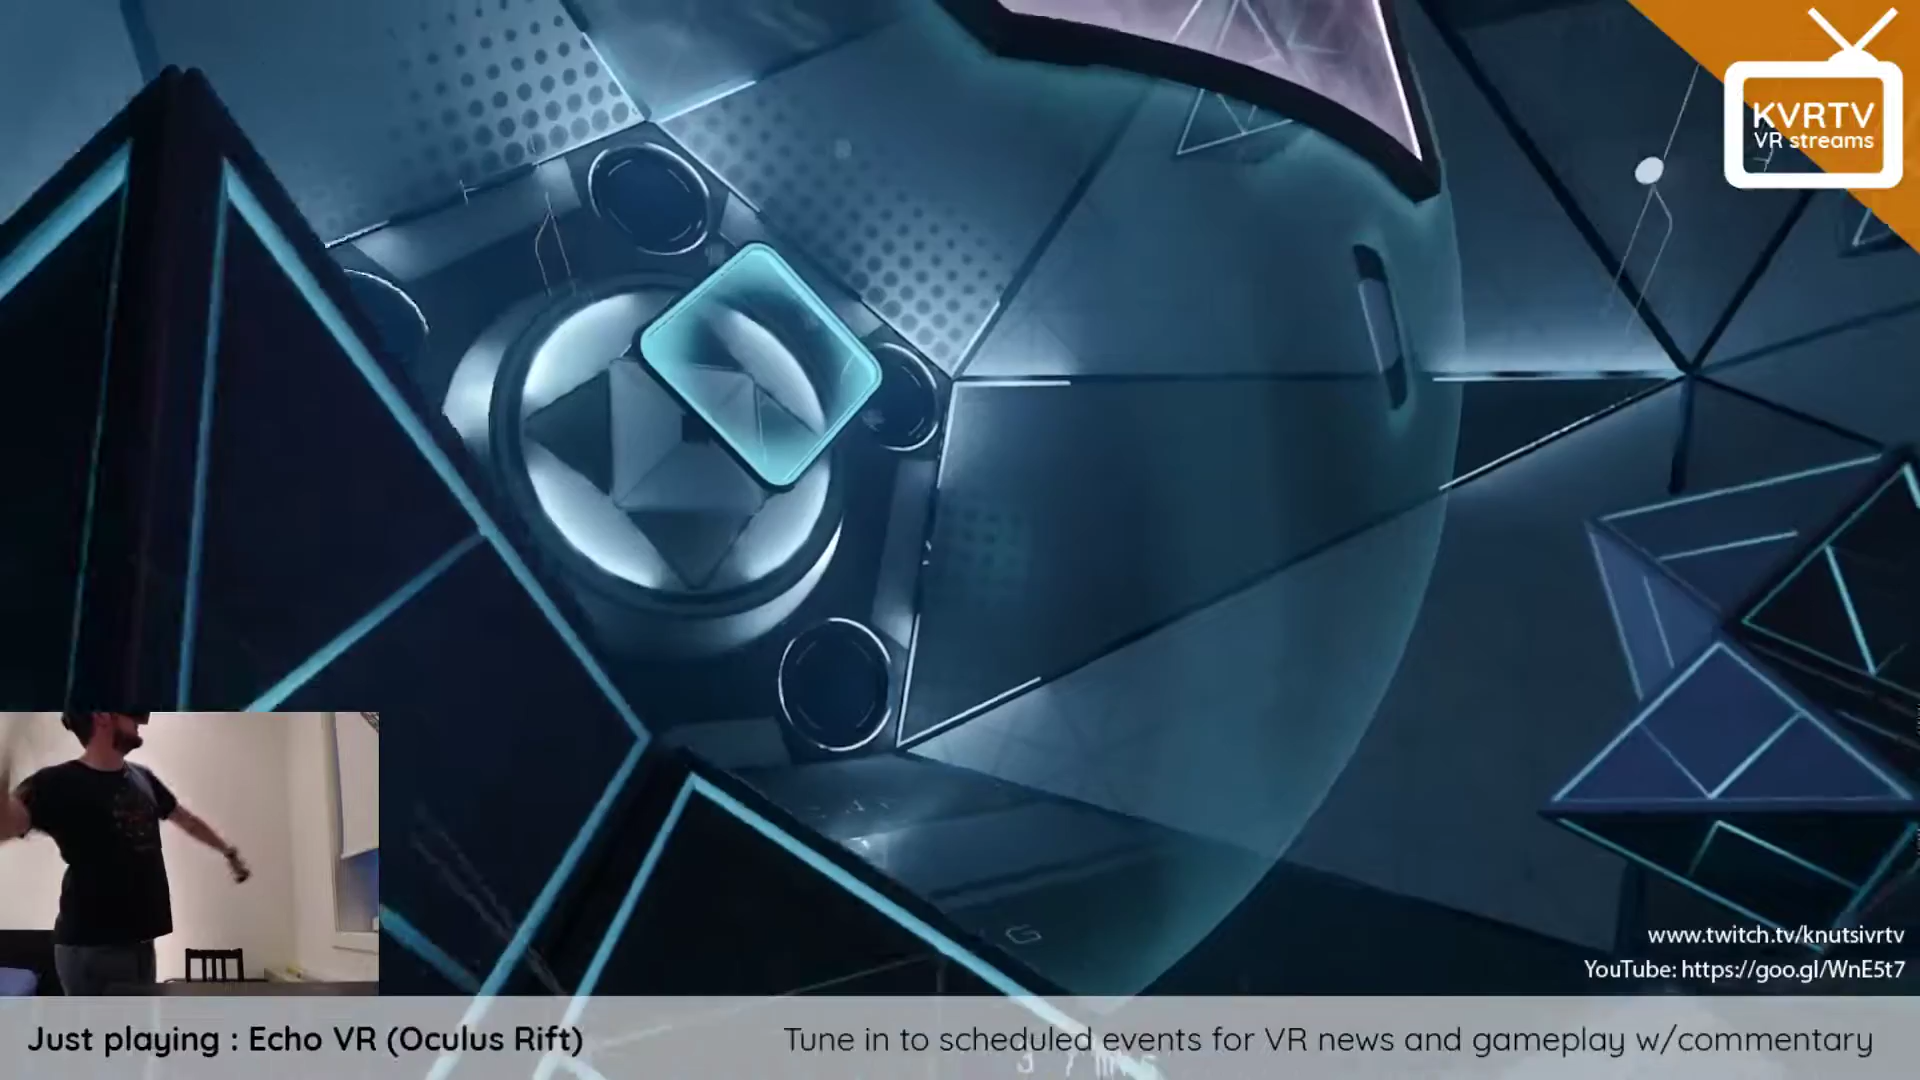 KVRTV
VR streams
www.twitch.tv/knutsivrtv
YouTube: https://goo.gl/WnE5t7
Just playing : Echo VR (Oculus Rift)
Tune in to scheduled events for VR news and gameplay w/commentary